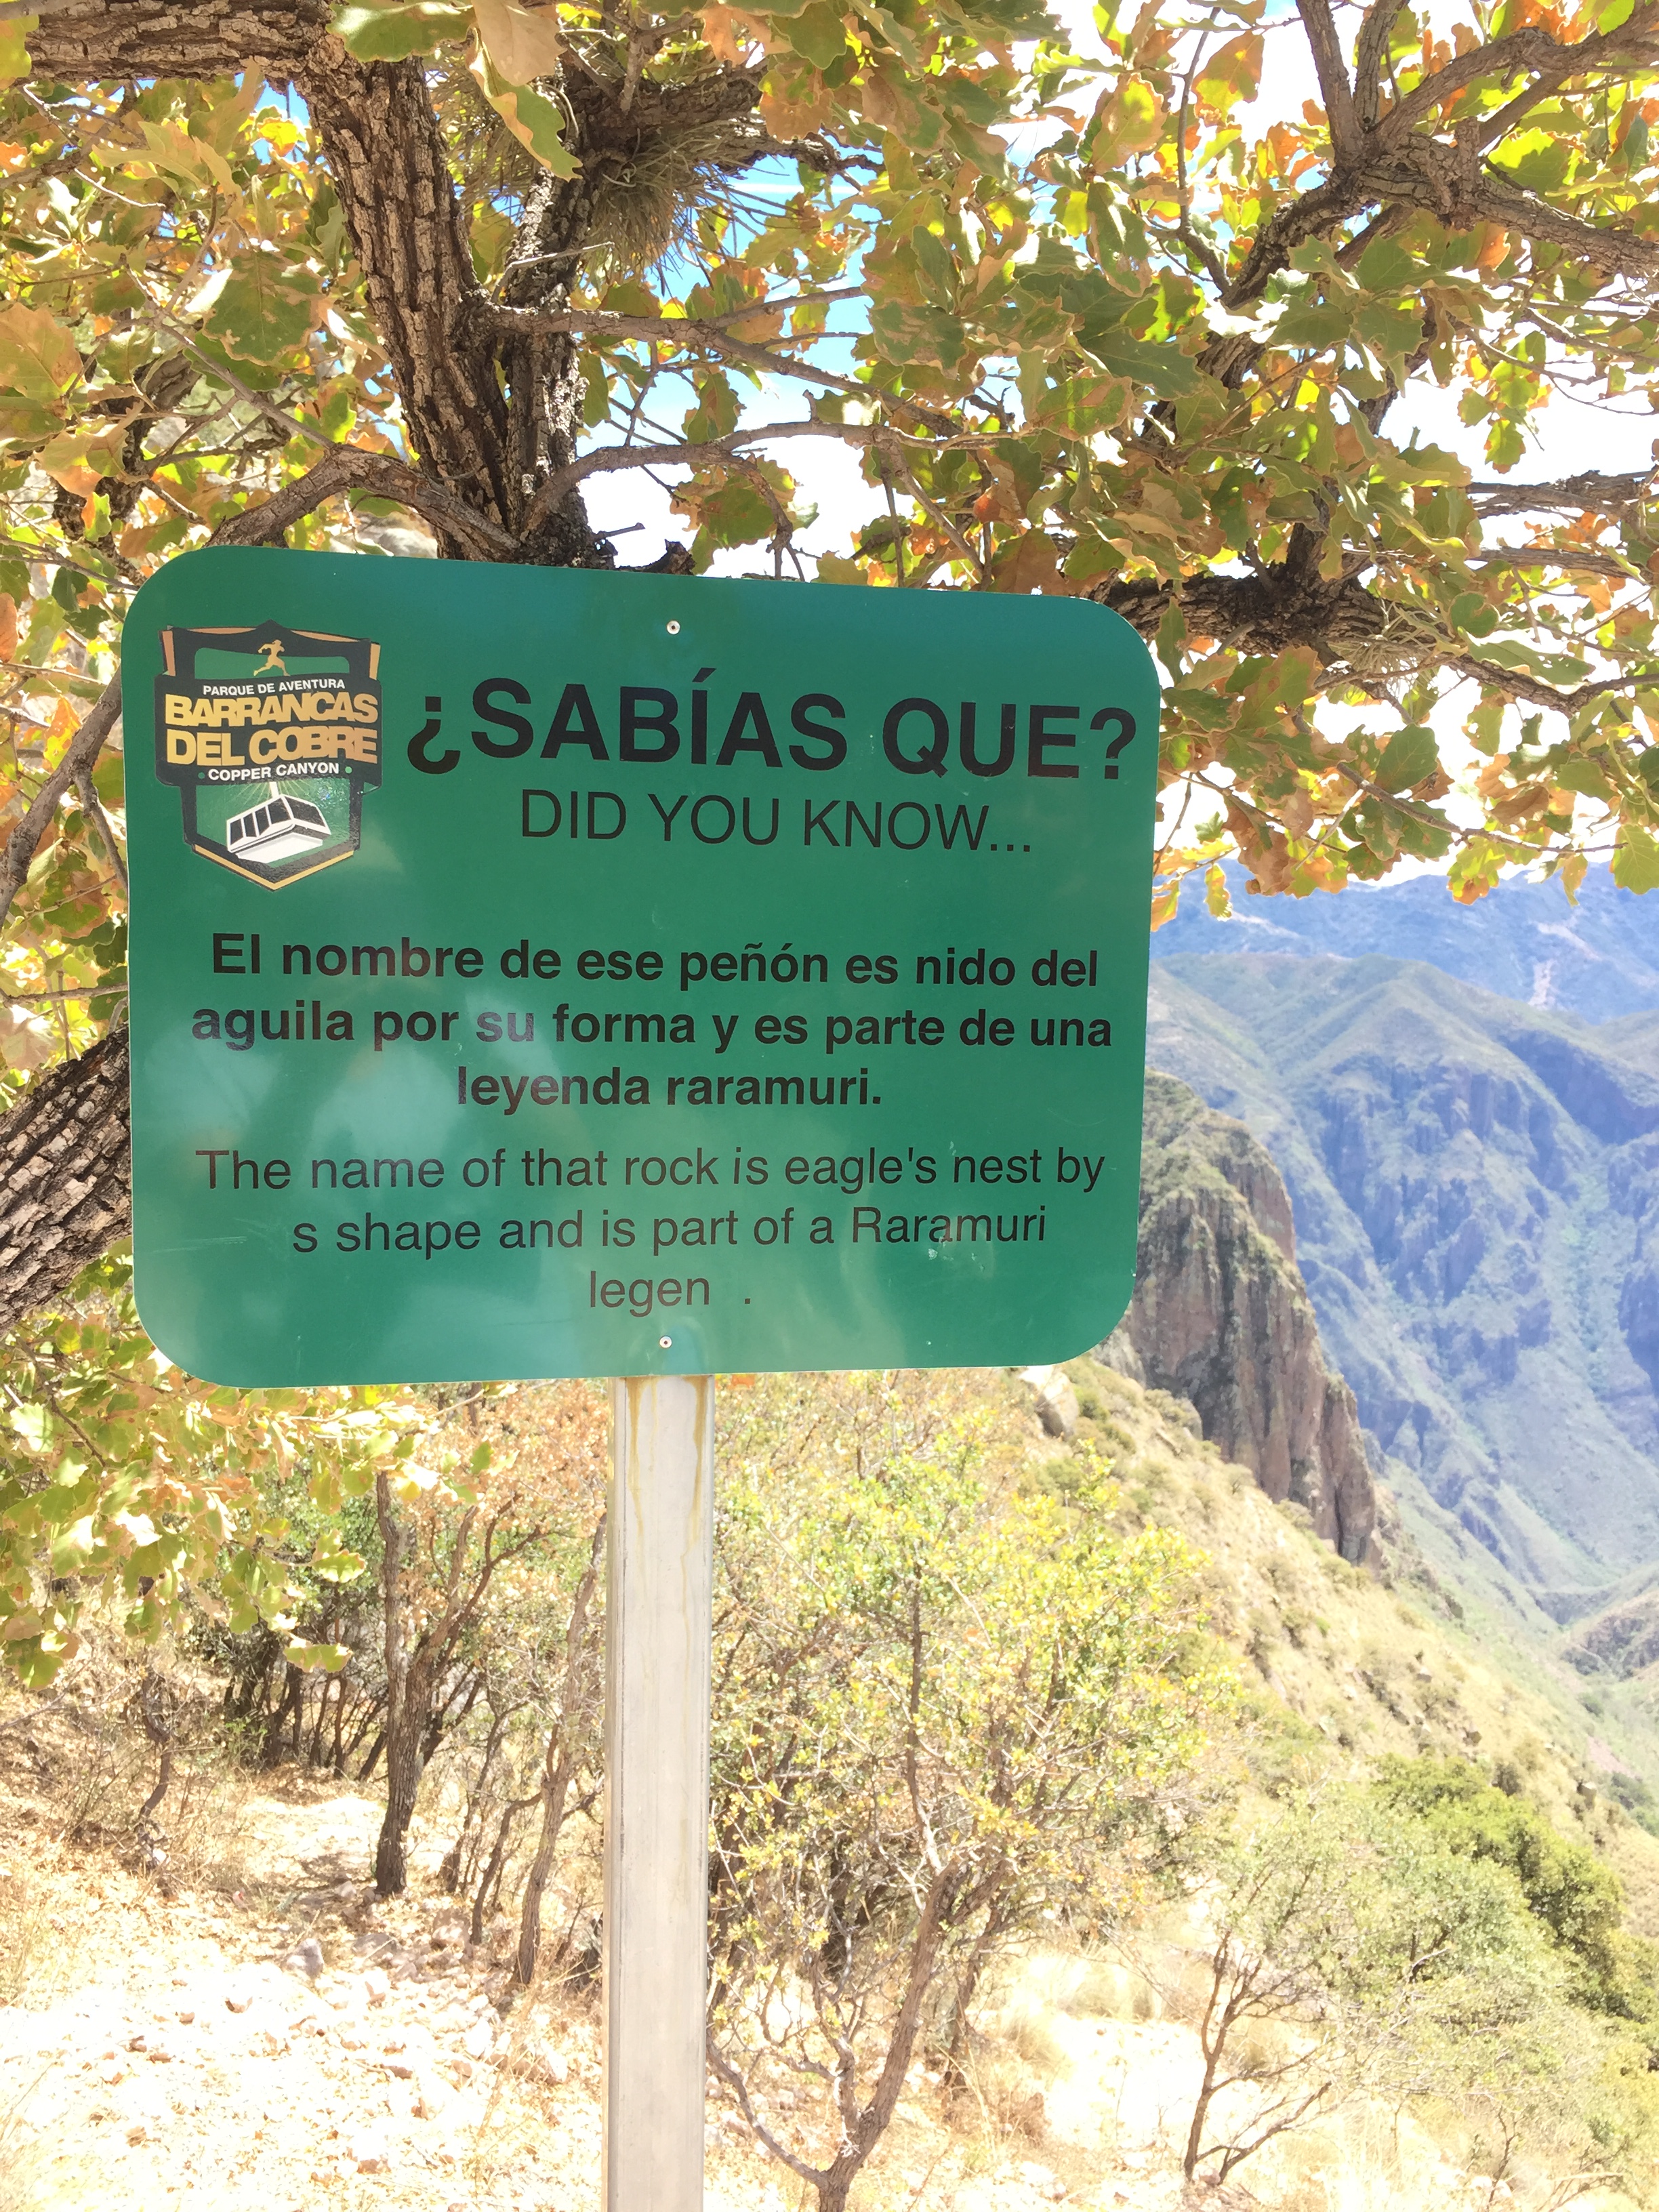 PARQUE DE AVENTURA
BARRANCAS
DEL COBRE
COPPER CANYON
¿SABÍAS QUE?
DID YOU KNOW...
El nombre de ese peñón es nido del
aguila por su forma y es parte de una
leyenda raramuri.
The name of that rock is eagle's nest by
s shape and is part of a Raramuri
legen .